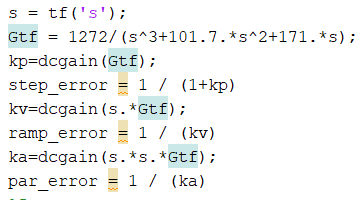 s = tf('s');
Gtf = 1272/(s^3+101.7.*s^2+171.*s);
kp=dcgain(Gtf);
step_error = 1 / (1+kp)
kv=dcgain(s.*Gtf);
ramp_error = 1 / (kv)
ka=dcgain(s.*s.*Gtf);
par_error = 1 / (ka)